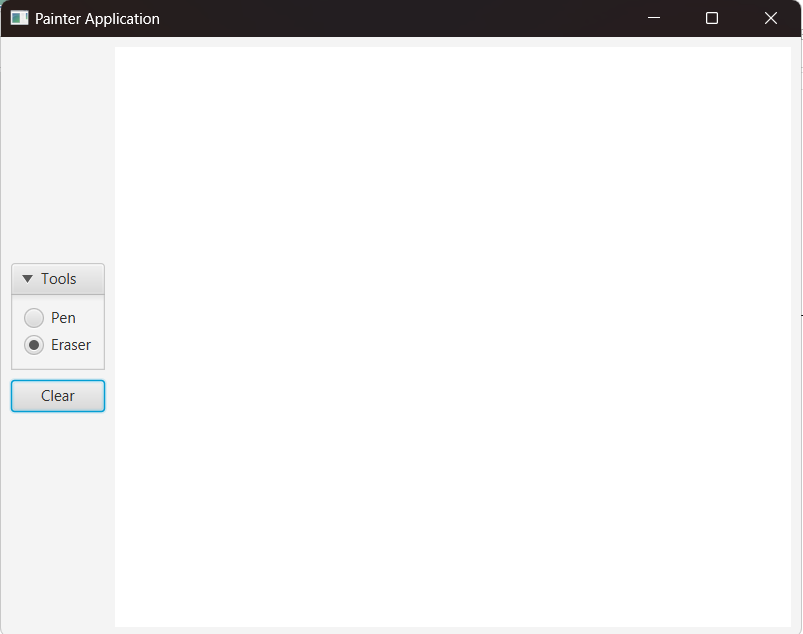 Painter Application
Tools
Pen
Eraser
Clear